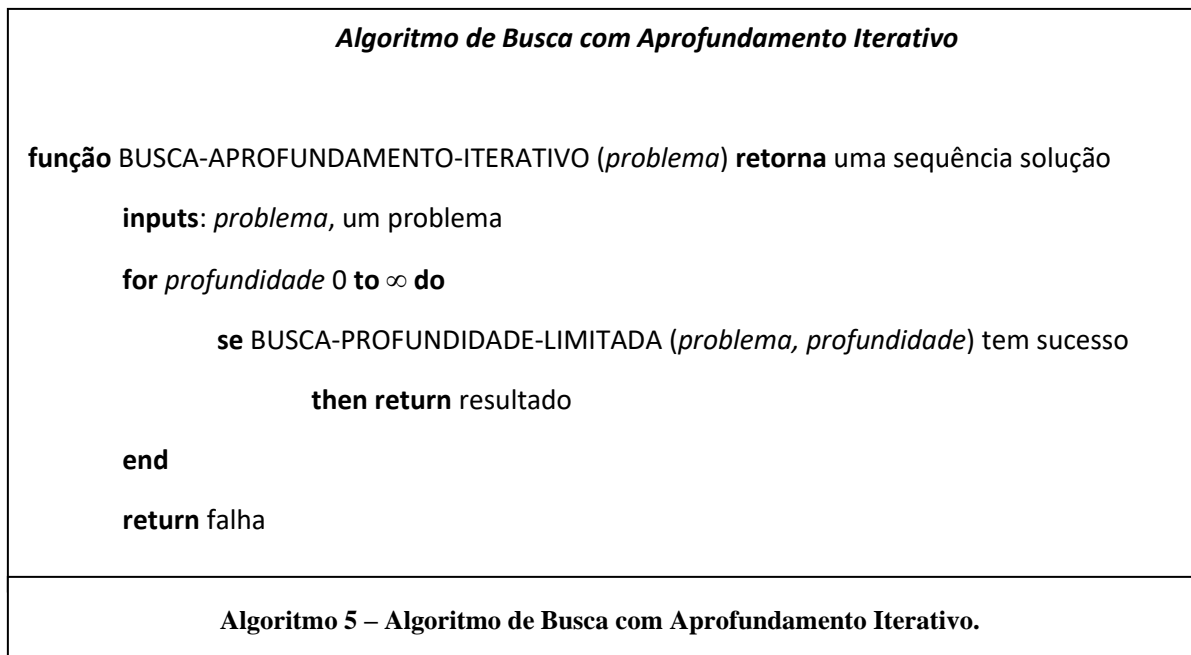 Algoritmo de Busca com Aprofundamento Iterativo
função BUSCA-APROFUNDAMENTO-ITERATIVO (problema) retorna uma sequência solução
inputs: problema, um problema
for profundidade 0 to ∞ do
se BUSCA-PROFUNDIDADE-LIMITADA (problema, profundidade) tem sucesso
then return resultado
end
return falha
Algoritmo 5 – Algoritmo de Busca com Aprofundamento Iterativo.